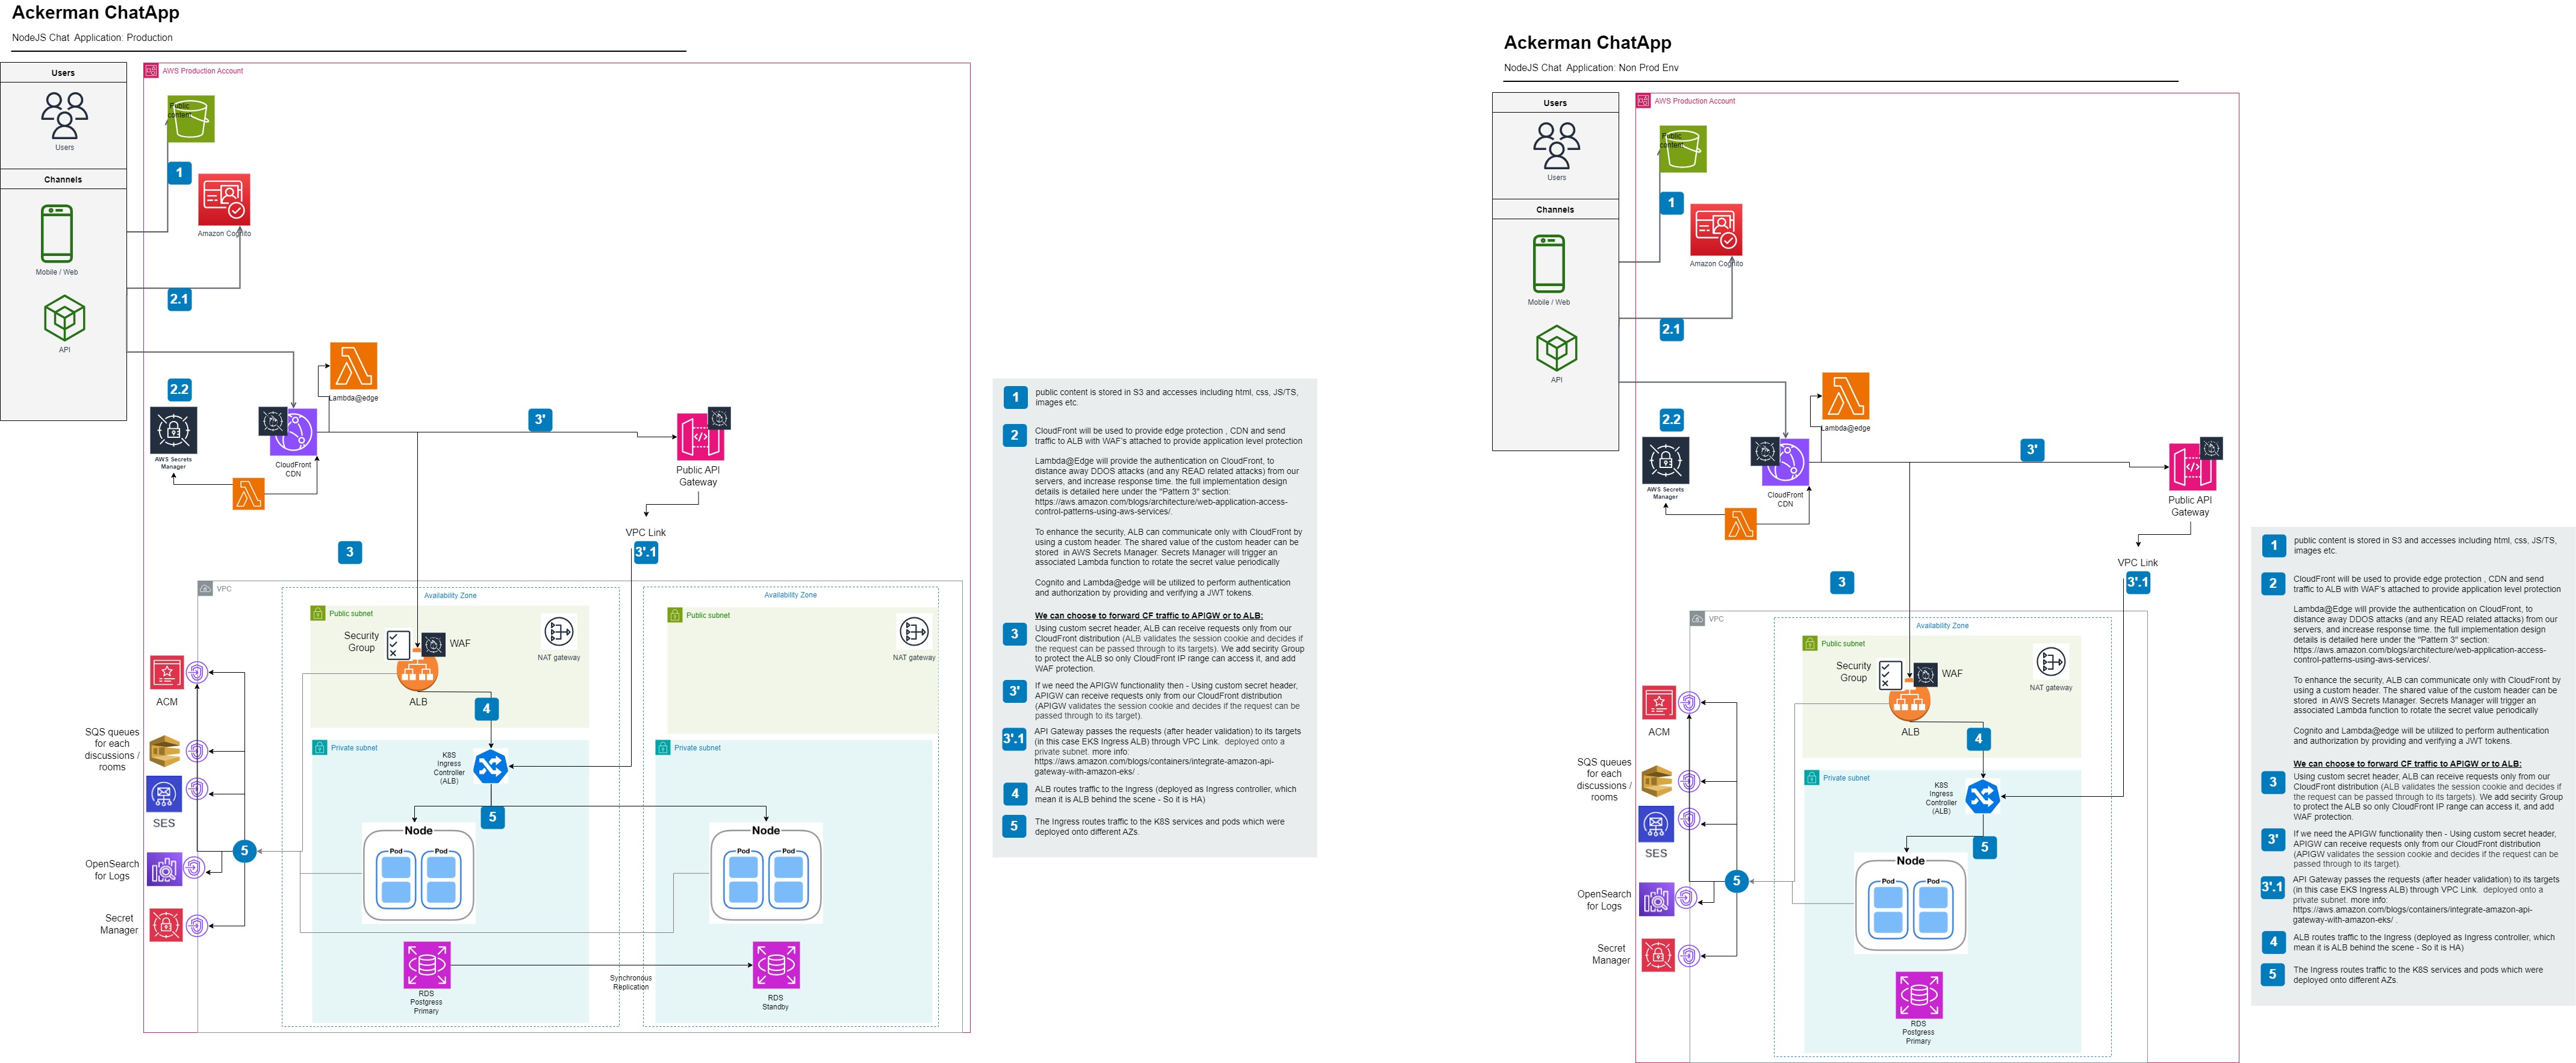 Ackerman ChatApp
NodeJS Chat Application: Production
Users
Users
Channels
Mobile / Web
API
AWS Production Account
Public
content
1
Amazon Cognito
2.1
2.2
AWS Secrets
Manager
Lambda@edge
CloudFront
CDN
3'
Public API
Gateway
VPC Link
3'.1
3
VPC
Availability Zone
Availability Zone
Public subnet
Security
Group
WAF
NAT gateway
ALB
4
Public subnet
NAT gateway
ACM
SQS queues
for each
discussions /
rooms
SES
OpenSearch
for Logs
Secret
Manager
5
Private subnet
K8S
Ingress
Controller
(ALB)
5
Node
Pod
Pod
RDS
Postgress
Primary
Private subnet
Node
Pod
Pod
Synchronous
Replication
RDS
Standby
1
public content is stored in S3 and accesses including html, css, JS/TS,
images etc.
2
CloudFront will be used to provide edge protection , CDN and send
traffic to ALB with WAF's attached to provide application level protection
Lambda@Edge will provide the authentication on CloudFront, to
distance away DDOS attacks (and any READ related attacks) from our
servers, and increase response time. the full implementation design
details is detailed here under the "Pattern 3" section:
https://aws.amazon.com/blogs/architecture/web-application-access-
control-patterns-using-aws-services/.
To enhance the security, ALB can communicate only with CloudFront by
using a custom header. The shared value of the custom header can be
stored in AWS Secrets Manager. Secrets Manager will trigger an
associated Lambda function to rotate the secret value periodically
Cognito and Lambda@edge will be utilized to perform authentication
and authorization by providing and verifying a JWT tokens.
We can choose to forward CF traffic to APIGW or to ALB:
3
Using custom secret header, ALB can receive requests only from our
CloudFront distribution (ALB validates the session cookie and decides if
the request can be passed through to its targets). We add secirity Group
to protect the ALB so only CloudFront IP range can access it, and add
WAF protection.
3'
If we need the APIGW functionality then - Using custom secret header,
APIGW can receive requests only from our CloudFront distribution
(APIGW validates the session cookie and decides if the request can be
passed through to its target).
3'.1
API Gateway passes the requests (after header validation) to its targets
(in this case EKS Ingress ALB) through VPC Link. deployed onto a
private subnet. more info:
https://aws.amazon.com/blogs/containers/integrate-amazon-api-
gateway-with-amazon-eks/ .
4
ALB routes traffic to the Ingress (deployed as Ingress controller, which
mean it is ALB behind the scene - So it is HA)
5
The Ingress routes traffic to the K8S services and pods which were
deployed onto different AZs.
Ackerman ChatApp
NodeJS Chat Application: Non Prod Env
Users
Users
Channels
Mobile / Web
API
AWS Production Account
Public
content
1
Amazon Cognito
2.1
2.2
AWS Secrets
Manager
Lambda@edge
CloudFront
CDN
3'
Public API
Gateway
VPC Link
3'.1
3
VPC
Availability Zone
Public subnet
Security
Group
WAF
NAT gateway
ALB
4
ACM
SQS queues
for each
discussions /
rooms
SES
OpenSearch
for Logs
Secret
Manager
5
Private subnet
K8S
Ingress
Controller
(ALB)
5
Node
Pod
Pod
RDS
Postgress
Primary
1
public content is stored in S3 and accesses including html, css, JS/TS,
images etc.
2
CloudFront will be used to provide edge protection , CDN and send
traffic to ALB with WAF's attached to provide application level protection
Lambda@Edge will provide the authentication on CloudFront, to
distance away DDOS attacks (and any READ related attacks) from our
servers, and increase response time. the full implementation design
details is detailed here under the "Pattern 3" section:
https://aws.amazon.com/blogs/architecture/web-application-access-
control-patterns-using-aws-services/.
To enhance the security, ALB can communicate only with CloudFront by
using a custom header. The shared value of the custom header can be
stored in AWS Secrets Manager. Secrets Manager will trigger an
associated Lambda function to rotate the secret value periodically
Cognito and Lambda@edge will be utilized to perform authentication
and authorization by providing and verifying a JWT tokens.
We can choose to forward CF traffic to APIGW or to ALB:
3
Using custom secret header, ALB can receive requests only from our
CloudFront distribution (ALB validates the session cookie and decides if
the request can be passed through to its targets). We add secirity Group
to protect the ALB so only CloudFront IP range can access it, and add
WAF protection.
3'
If we need the APIGW functionality then - Using custom secret header,
APIGW can receive requests only from our CloudFront distribution
(APIGW validates the session cookie and decides if the request can be
passed through to its target).
3'.1
API Gateway passes the requests (after header validation) to its targets
(in this case EKS Ingress ALB) through VPC Link. deployed onto a
private subnet. more info:
https://aws.amazon.com/blogs/containers/integrate-amazon-api-
gateway-with-amazon-eks/ .
4
ALB routes traffic to the Ingress (deployed as Ingress controller, which
mean it is ALB behind the scene - So it is HA)
5
The Ingress routes traffic to the K8S services and pods which were
deployed onto different AZs.